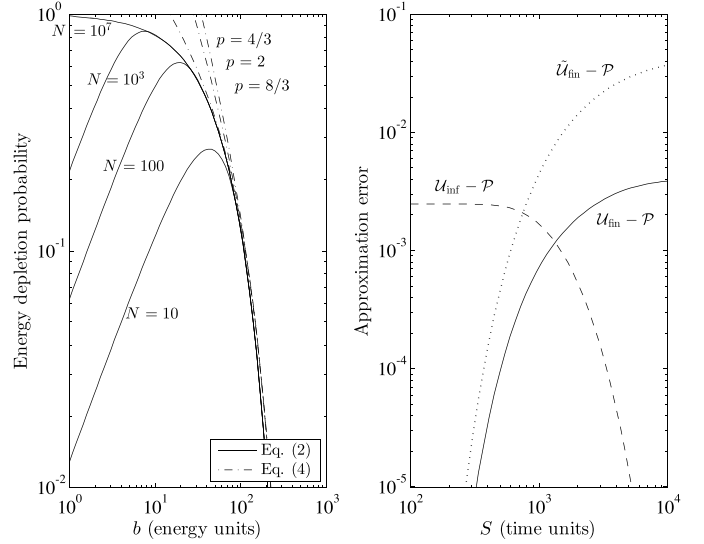 10^0
N = 10^7
p = 4/3
p = 2
p = 8/3
N = 10^3
N = 100
N = 10
10^-1
10^-2
Energy depletion probability
Eq. (2)
Eq. (4)
10^0
10^1
10^2
10^3
b (energy units)
10^-1
10^-2
10^-3
10^-4
10^-5
Approximation error
Ũ_fin − P
U_inf − P
U_fin − P
10^2
10^3
10^4
S (time units)